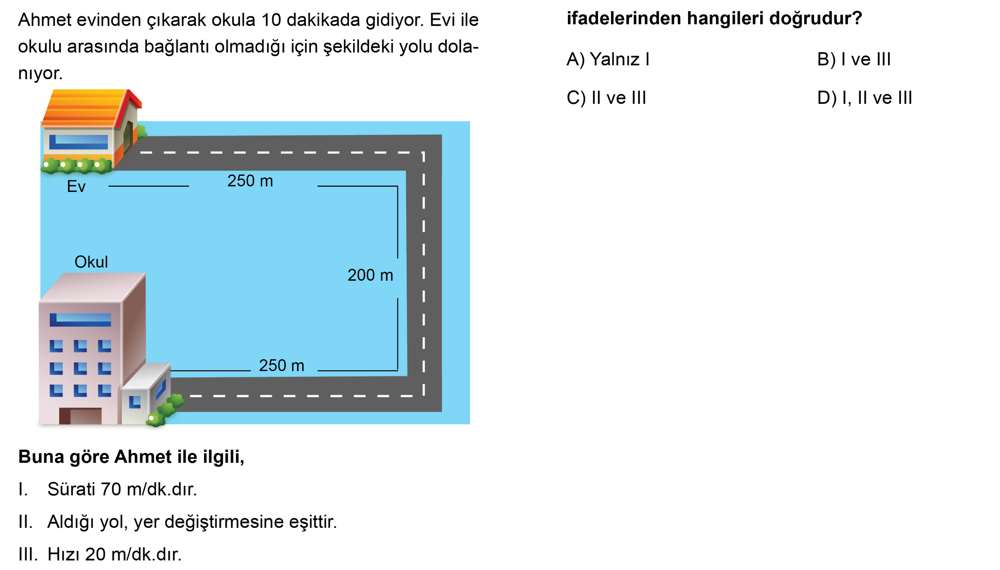 Ahmet evinden çıkarak okula 10 dakikada gidiyor. Evi ile
okulu arasında bağlantı olmadığı için şekildeki yolu dola-
nıyor.
Ev
250 m
Okul
200 m
250 m
Buna göre Ahmet ile ilgili,
I. Sürati 70 m/dk.dır.
II. Aldığı yol, yer değiştirmesine eşittir.
III. Hızı 20 m/dk.dır.
ifadelerinden hangileri doğrudur?
A) Yalnız I
B) I ve III
C) II ve III
D) I, II ve III